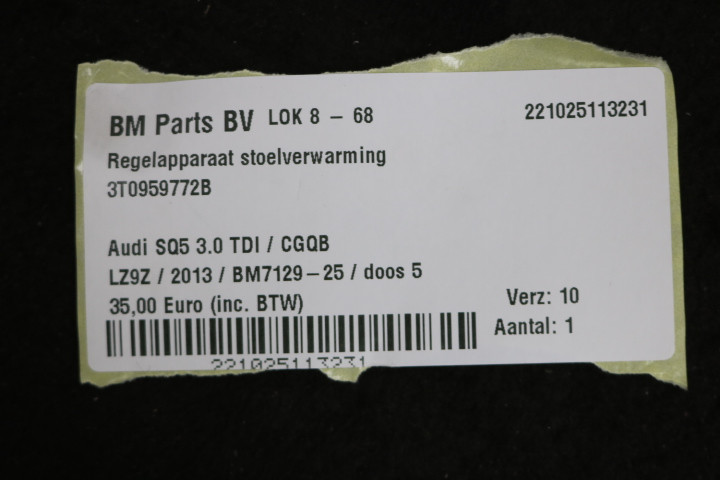 BM Parts BV LOK 8 - 68 221025113231
Regelapparaat stoelverwarming
3T0959772B
Audi SQ5 3.0 TDI / CGQB
LZ9Z / 2013 / BM7129-25 / doos 5
35,00 Euro (inc. BTW) Verz: 10
Aantal: 1
221025113231